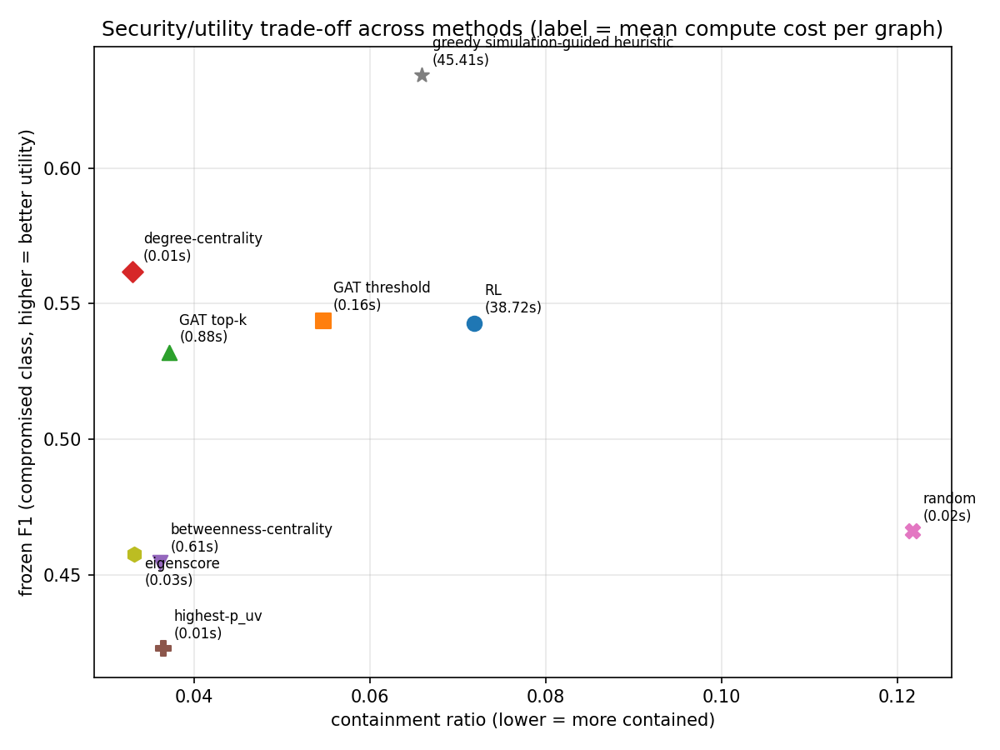 Security/utility trade-off across methods (label = mean compute cost per graph)
greedy simulation-guided heuristic
(45.41s)
frozen F1 (compromised class, higher = better utility)
0.60
0.55
0.50
0.45
degree-centrality
(0.01s)
GAT threshold
(0.16s)
RL
(38.72s)
GAT top-k
(0.88s)
random
(0.02s)
betweenness-centrality
(0.61s)
eigenscore
(0.03s)
highest-p_uv
(0.01s)
0.04
0.06
0.08
0.10
0.12
containment ratio (lower = more contained)